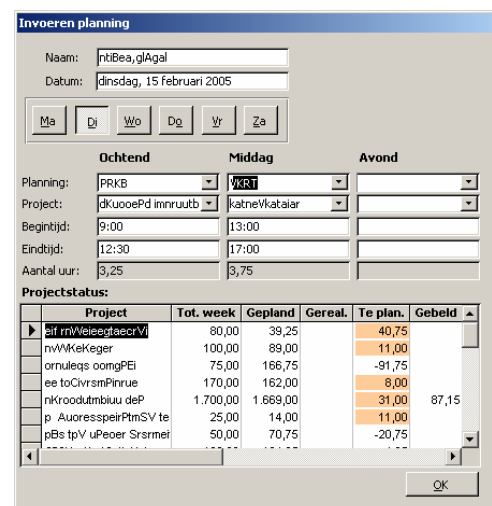 Invoeren planning
Naam: ntiBea,glAgal
Datum: dinsdag, 15 februari 2005
Ma Di Wo Do Vr Za
Ochtend Middag Avond
Planning: PRKB VKRT
Project: dKuooePd imnruutb katneVkataiar
Begintijd: 9:00 13:00
Eindtijd: 12:30 17:00
Aantal uur: 3,25 3,75
Projectstatus:
Project Tot. week Gepland Gereal. Te plan. Gebeld
eif rnWeieegtaecrVi 80,00 39,25 40,75
nvWKeKeger 100,00 89,00 11,00
ornuleqs oomgPEi 75,00 166,75 -91,75
ee toCivrsmPinrue 170,00 162,00 8,00
nKroodutmbiuu deP 1.700,00 1.669,00 31,00 87,15
p AuoresspeirPtmSV te 25,00 14,00 11,00
pBs tpV uPeoer Srsrmei 50,00 70,75 -20,75
OK